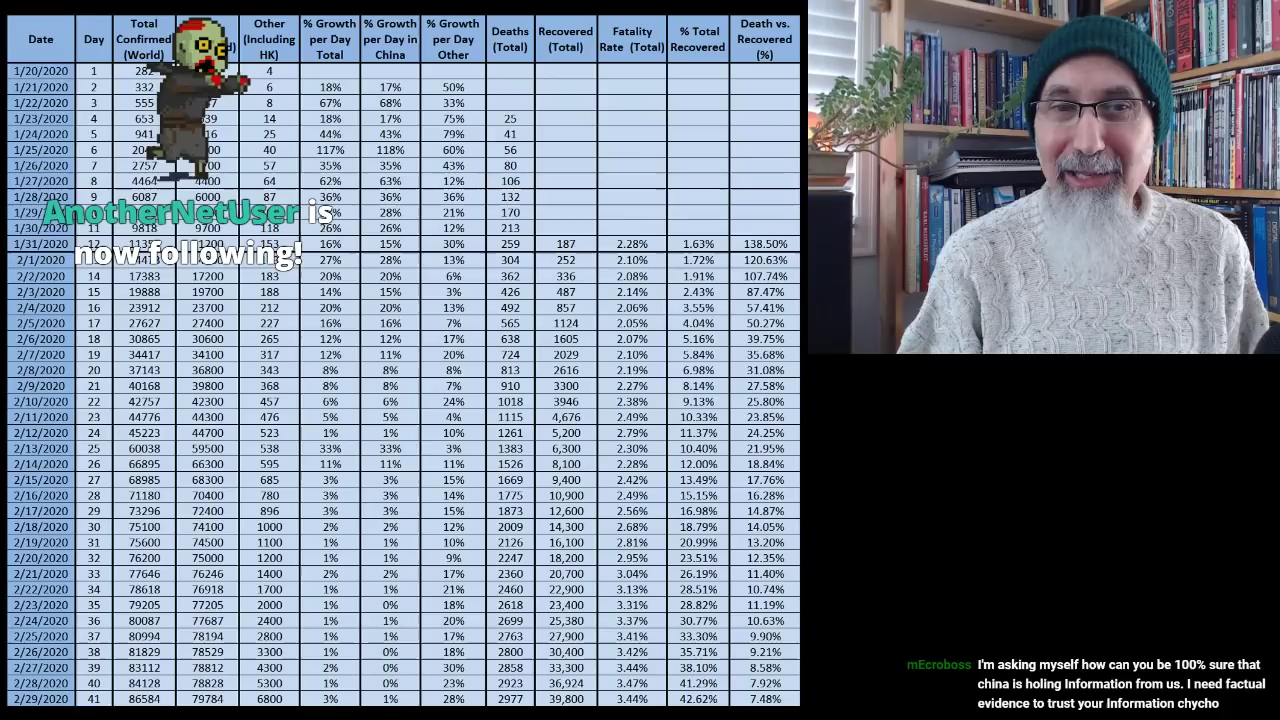 Date Day Total Confirmed (World) Other (Including HK) % Growth per Day Total % Growth per Day in China % Growth per Day Other Deaths (Total) Recovered (Total) Fatality Rate (Total) % Total Recovered Death vs. Recovered (%)
1/20/2020 1 282 4
1/21/2020 2 332 6 18% 17% 50%
1/22/2020 3 555 8 67% 68% 33%
1/23/2020 4 653 14 18% 17% 75% 25
1/24/2020 5 941 25 44% 43% 79% 41
1/25/2020 6 40 117% 118% 60% 56
1/26/2020 7 2757 57 35% 35% 43% 80
1/27/2020 8 4464 4400 64 62% 63% 12% 106
1/28/2020 9 6087 6000 87 36% 36% 36% 132
AnotherNetUser is
28% 21% 170
1/30/2020 11 9818 9700 118 26% 26% 12% 213
now following!
1/31/2020 12 153 16% 15% 30% 259 187 2.28% 1.63% 138.50%
2/1/2020 27% 28% 13% 304 252 2.10% 1.72% 120.63%
2/2/2020 14 17383 17200 183 20% 20% 6% 362 336 2.08% 1.91% 107.74%
2/3/2020 15 19888 19700 188 14% 15% 3% 426 487 2.14% 2.43% 87.47%
2/4/2020 16 23912 23700 212 20% 20% 13% 492 857 2.06% 3.55% 57.41%
2/5/2020 17 27627 27400 227 16% 16% 7% 565 1124 2.05% 4.04% 50.27%
2/6/2020 18 30865 30600 265 12% 12% 17% 638 1605 2.07% 5.16% 39.75%
2/7/2020 19 34417 34100 317 12% 11% 20% 724 2029 2.10% 5.84% 35.68%
2/8/2020 20 37143 36800 343 8% 8% 8% 813 2616 2.19% 6.98% 31.08%
2/9/2020 21 40168 39800 368 8% 8% 7% 910 3300 2.27% 8.14% 27.58%
2/10/2020 22 42757 42300 457 6% 6% 24% 1018 3946 2.38% 9.13% 25.80%
2/11/2020 23 44776 44300 476 5% 5% 4% 1115 4,676 2.49% 10.33% 23.85%
2/12/2020 24 45223 44700 523 1% 1% 10% 1261 5,200 2.79% 11.37% 24.25%
2/13/2020 25 60038 59500 538 33% 33% 3% 1383 6,300 2.30% 10.40% 21.95%
2/14/2020 26 66895 66300 595 11% 11% 11% 1526 8,100 2.28% 12.00% 18.84%
2/15/2020 27 68985 68300 685 3% 3% 15% 1669 9,400 2.42% 13.49% 17.76%
2/16/2020 28 71180 70400 780 3% 3% 14% 1775 10,900 2.49% 15.15% 16.28%
2/17/2020 29 73296 72400 896 3% 3% 15% 1873 12,600 2.56% 16.98% 14.87%
2/18/2020 30 75100 74100 1000 2% 2% 12% 2009 14,300 2.68% 18.79% 14.05%
2/19/2020 31 75600 74500 1100 1% 1% 10% 2126 16,100 2.81% 20.99% 13.20%
2/20/2020 32 76200 75000 1200 1% 1% 9% 2247 18,200 2.95% 23.51% 12.35%
2/21/2020 33 77646 76246 1400 2% 2% 17% 2360 20,700 3.04% 26.19% 11.40%
2/22/2020 34 78618 76918 1700 1% 1% 21% 2460 22,900 3.13% 28.51% 10.74%
2/23/2020 35 79205 77205 2000 1% 0% 18% 2618 23,400 3.31% 28.82% 11.19%
2/24/2020 36 80087 77687 2400 1% 1% 20% 2699 25,380 3.37% 30.77% 10.63%
2/25/2020 37 80994 78194 2800 1% 1% 17% 2763 27,900 3.41% 33.30% 9.90%
2/26/2020 38 81829 78529 3300 1% 0% 18% 2800 30,400 3.42% 35.71% 9.21%
2/27/2020 39 83112 78812 4300 2% 0% 30% 2858 33,300 3.44% 38.10% 8.58%
2/28/2020 40 84128 78828 5300 1% 0% 23% 2923 36,924 3.47% 41.29% 7.92%
2/29/2020 41 86584 79784 6800 3% 1% 28% 2977 39,800 3.44% 42.62% 7.48%
mEcroboss I'm asking myself how can you be 100% sure that
china is holing Information from us. I need factual
evidence to trust your Information chycho